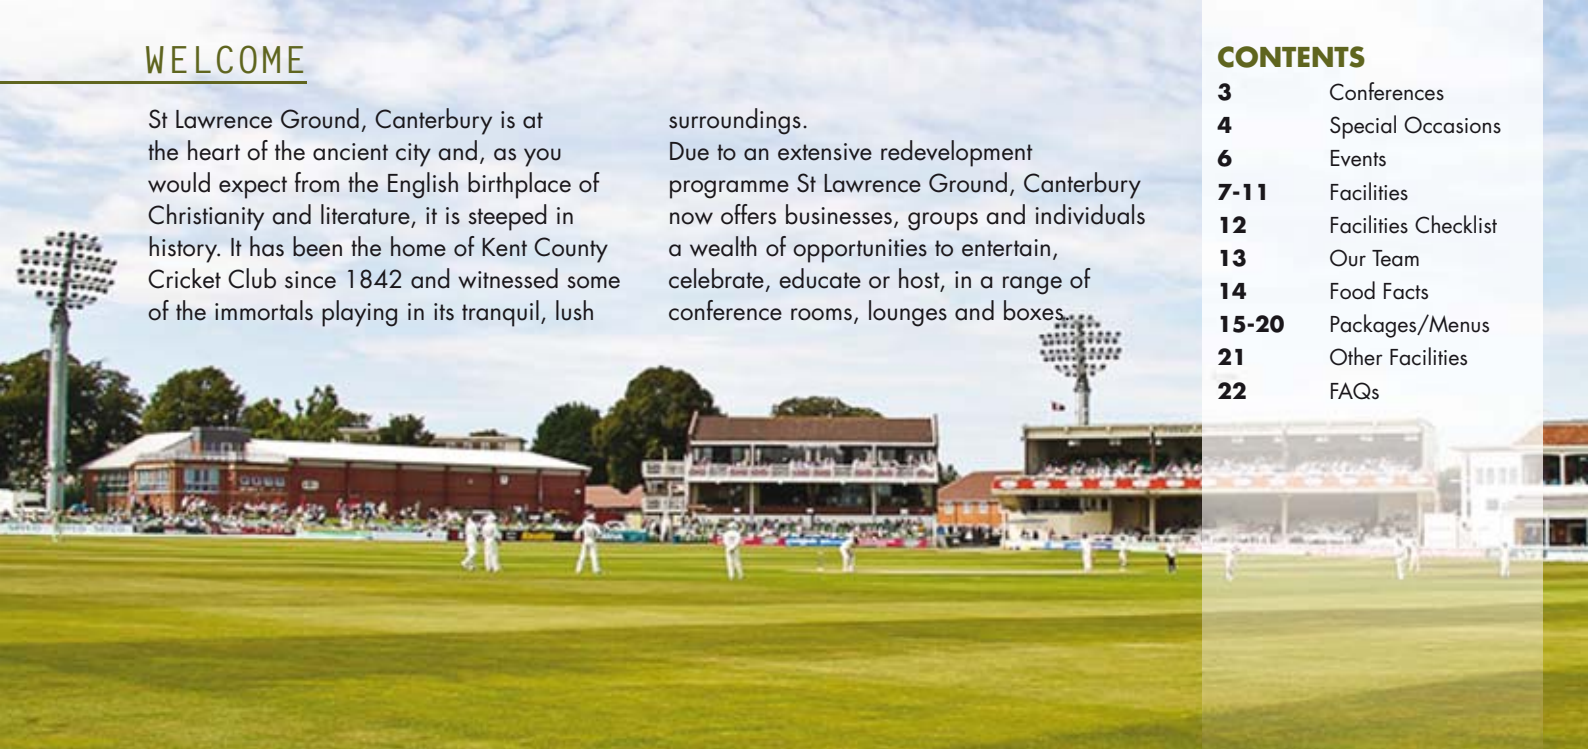 WELCOME
St Lawrence Ground, Canterbury is at
the heart of the ancient city and, as you
would expect from the English birthplace of
Christianity and literature, it is steeped in
history. It has been the home of Kent County
Cricket Club since 1842 and witnessed some
of the immortals playing in its tranquil, lush
surroundings.
Due to an extensive redevelopment
programme St Lawrence Ground, Canterbury
now offers businesses, groups and individuals
a wealth of opportunities to entertain,
celebrate, educate or host, in a range of
conference rooms, lounges and boxes.
CONTENTS
3 Conferences
4 Special Occasions
6 Events
7-11 Facilities
12 Facilities Checklist
13 Our Team
14 Food Facts
15-20 Packages/Menus
21 Other Facilities
22 FAQs